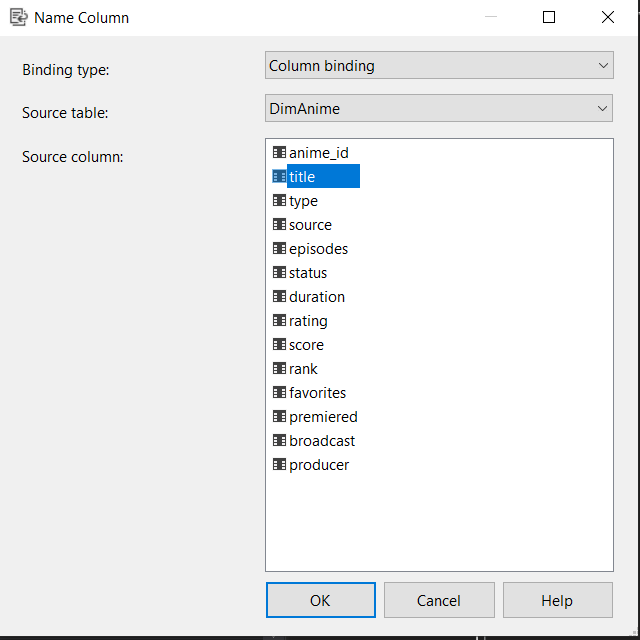 Name Column
Binding type:
Column binding
Source table:
DimAnime
Source column:
anime_id
title
type
source
episodes
status
duration
rating
score
rank
favorites
premiered
broadcast
producer
OK
Cancel
Help